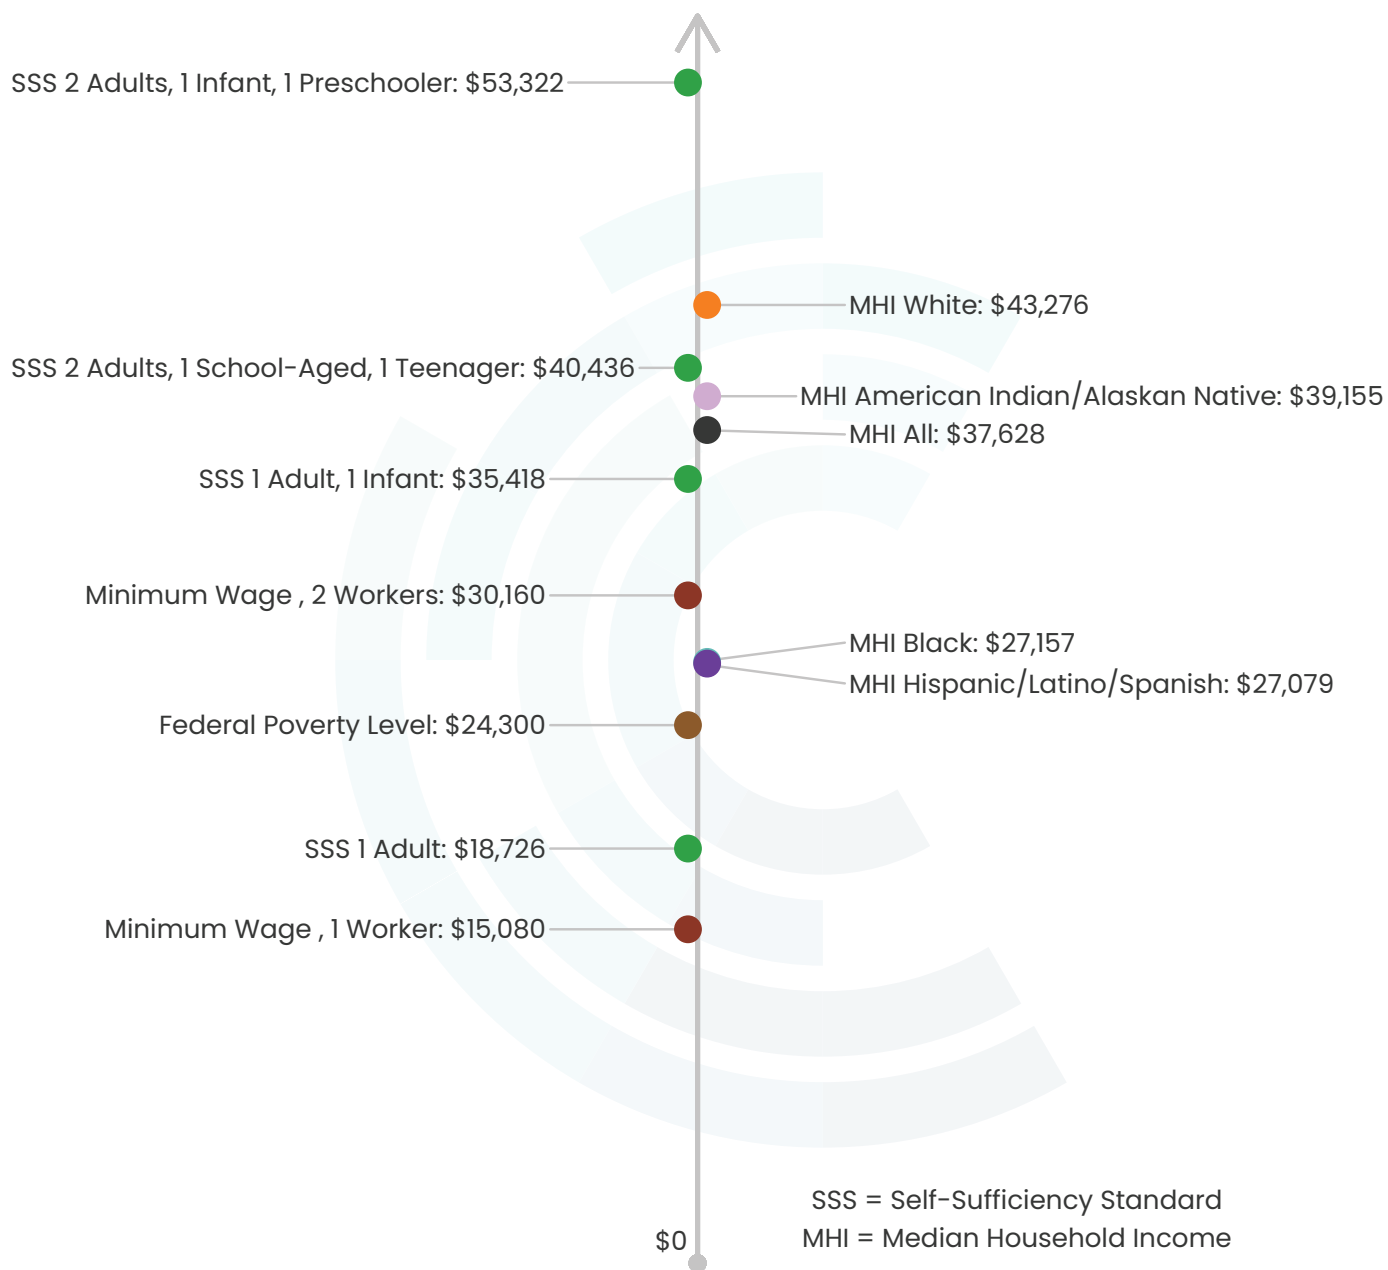 SSS 2 Adults, 1 Infant, 1 Preschooler: $53,322
MHI White: $43,276
SSS 2 Adults, 1 School-Aged, 1 Teenager: $40,436
MHI American Indian/Alaskan Native: $39,155
MHI All: $37,628
SSS 1 Adult, 1 Infant: $35,418
Minimum Wage , 2 Workers: $30,160
MHI Black: $27,157
MHI Hispanic/Latino/Spanish: $27,079
Federal Poverty Level: $24,300
SSS 1 Adult: $18,726
Minimum Wage , 1 Worker: $15,080
SSS = Self-Sufficiency Standard
MHI = Median Household Income
$0